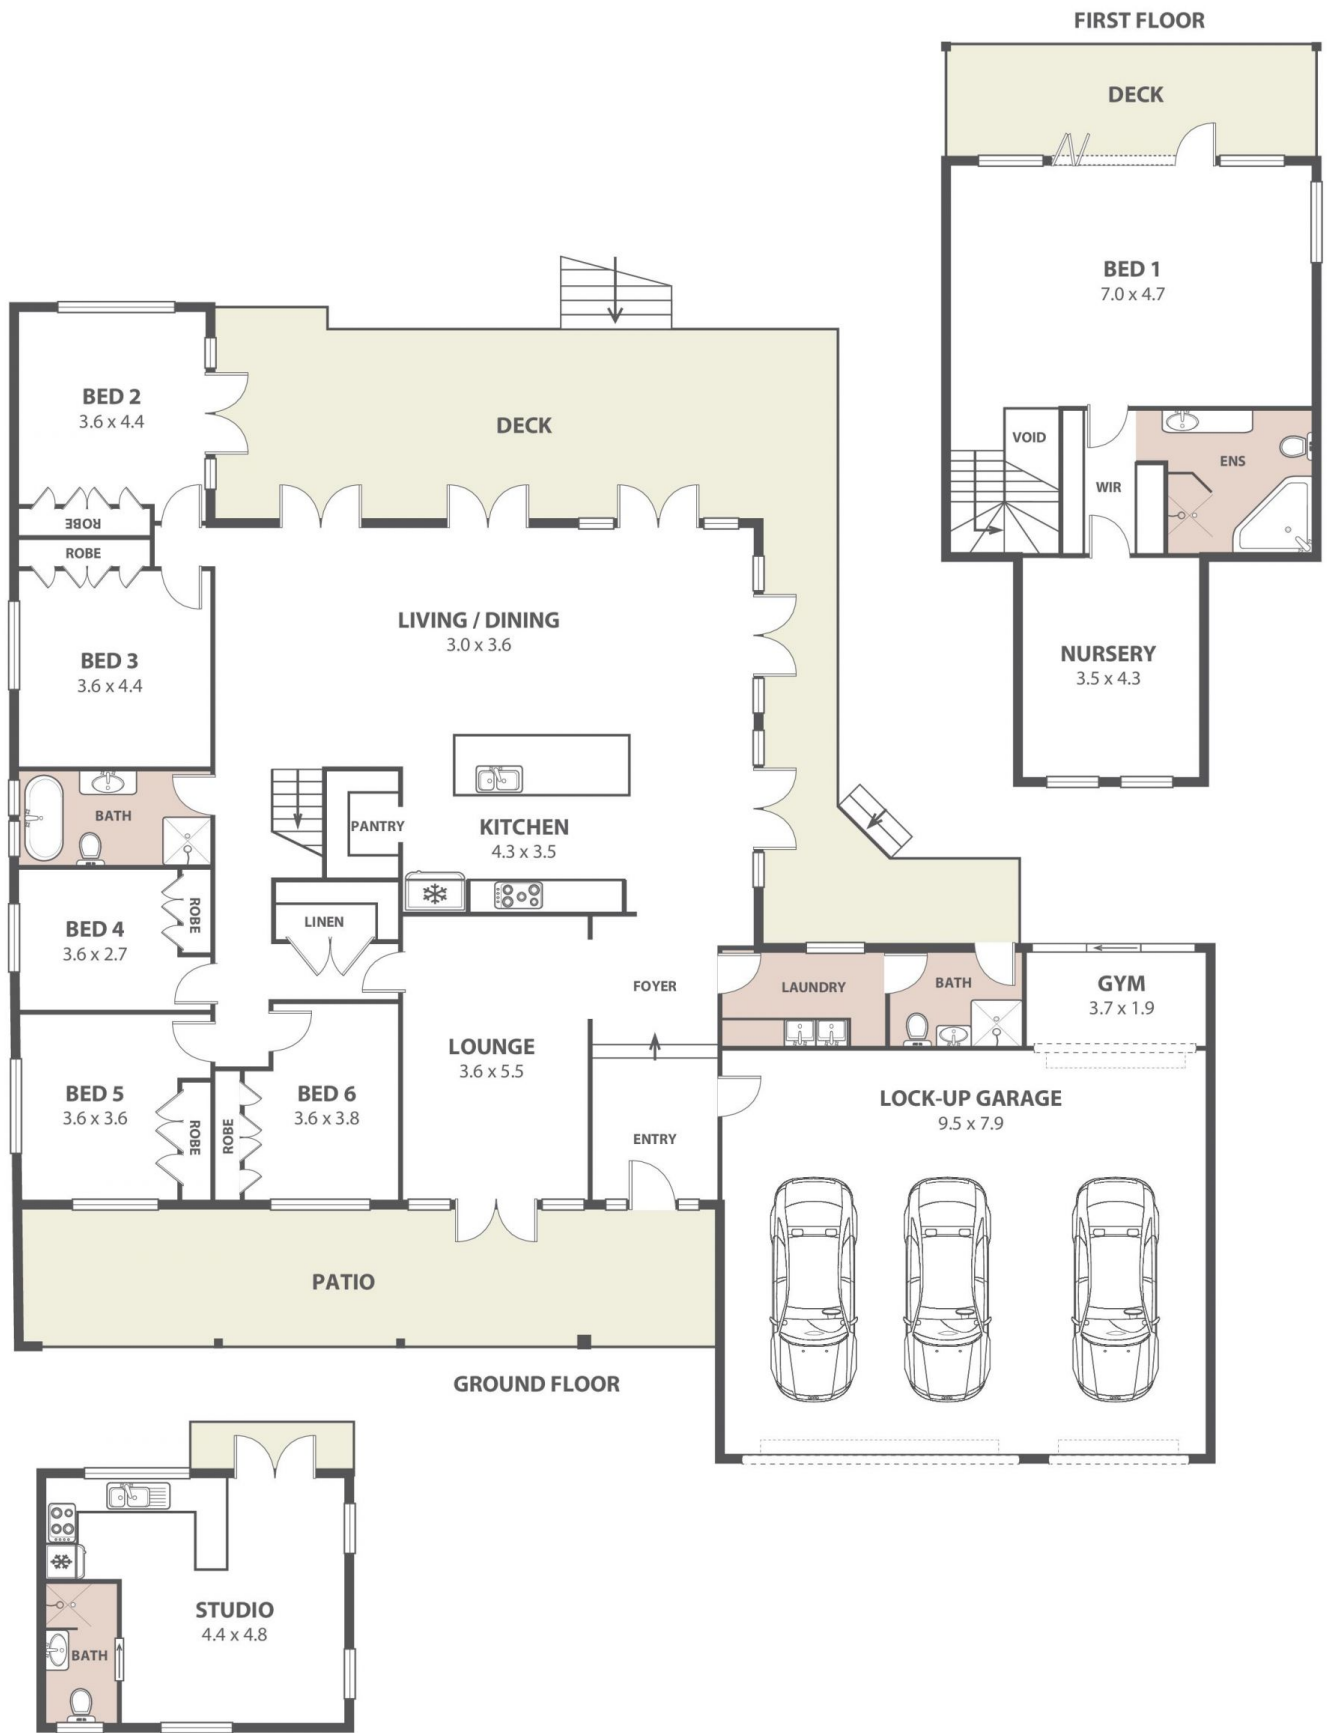 FIRST FLOOR
DECK
BED 1
7.0 x 4.7
VOID
WIR
ENS
NURSERY
3.5 x 4.3
BED 2
3.6 x 4.4
DECK
ROBE
ROBE
BED 3
3.6 x 4.4
LIVING / DINING
3.0 x 3.6
BATH
PANTRY
KITCHEN
4.3 x 3.5
BED 4
3.6 x 2.7
ROBE
LINEN
FOYER
LAUNDRY
BATH
GYM
3.7 x 1.9
LOUNGE
3.6 x 5.5
BED 5
3.6 x 3.6
ROBE
ROBE
BED 6
3.6 x 3.8
ENTRY
LOCK-UP GARAGE
9.5 x 7.9
PATIO
GROUND FLOOR
STUDIO
4.4 x 4.8
BATH